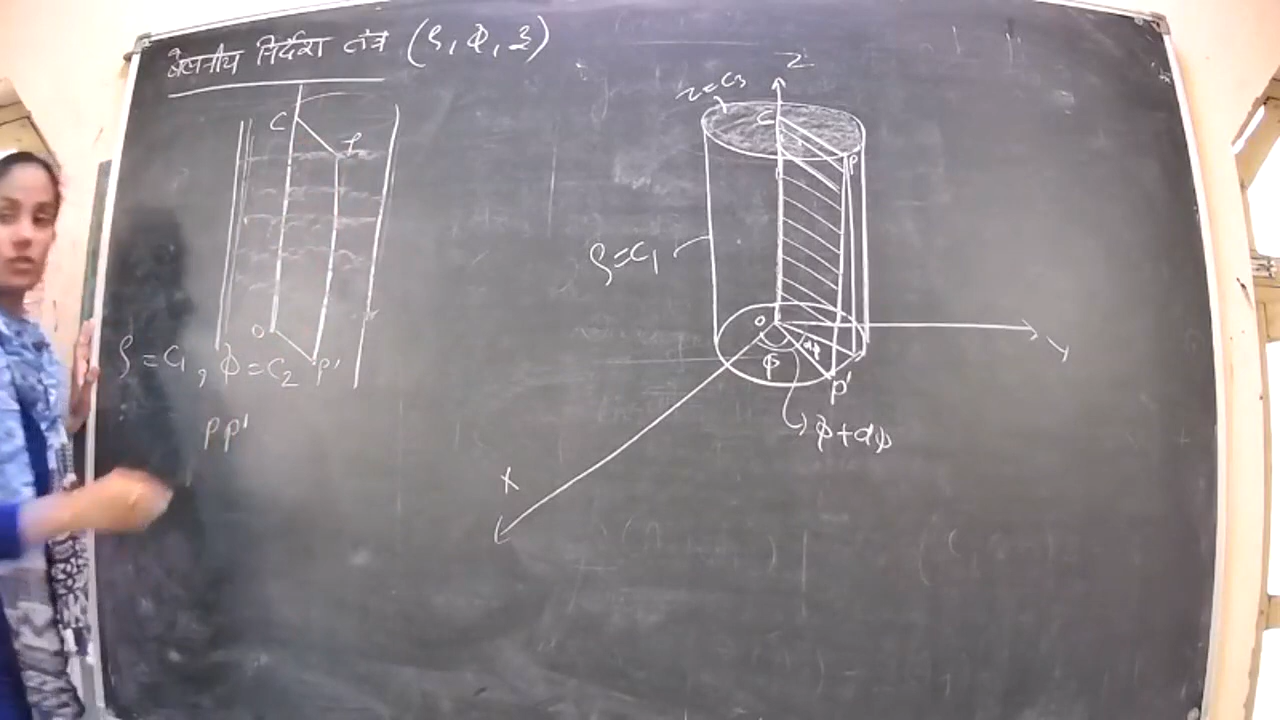 बेलनीय निर्देश तंत्र (ρ, φ, z)
C
P
O
P'
ρ = C₁, φ = C₂
PP'
Z
z = C₃
C
P
ρ = C₁
O
dφ
φ
Y
P'
φ + dφ
X